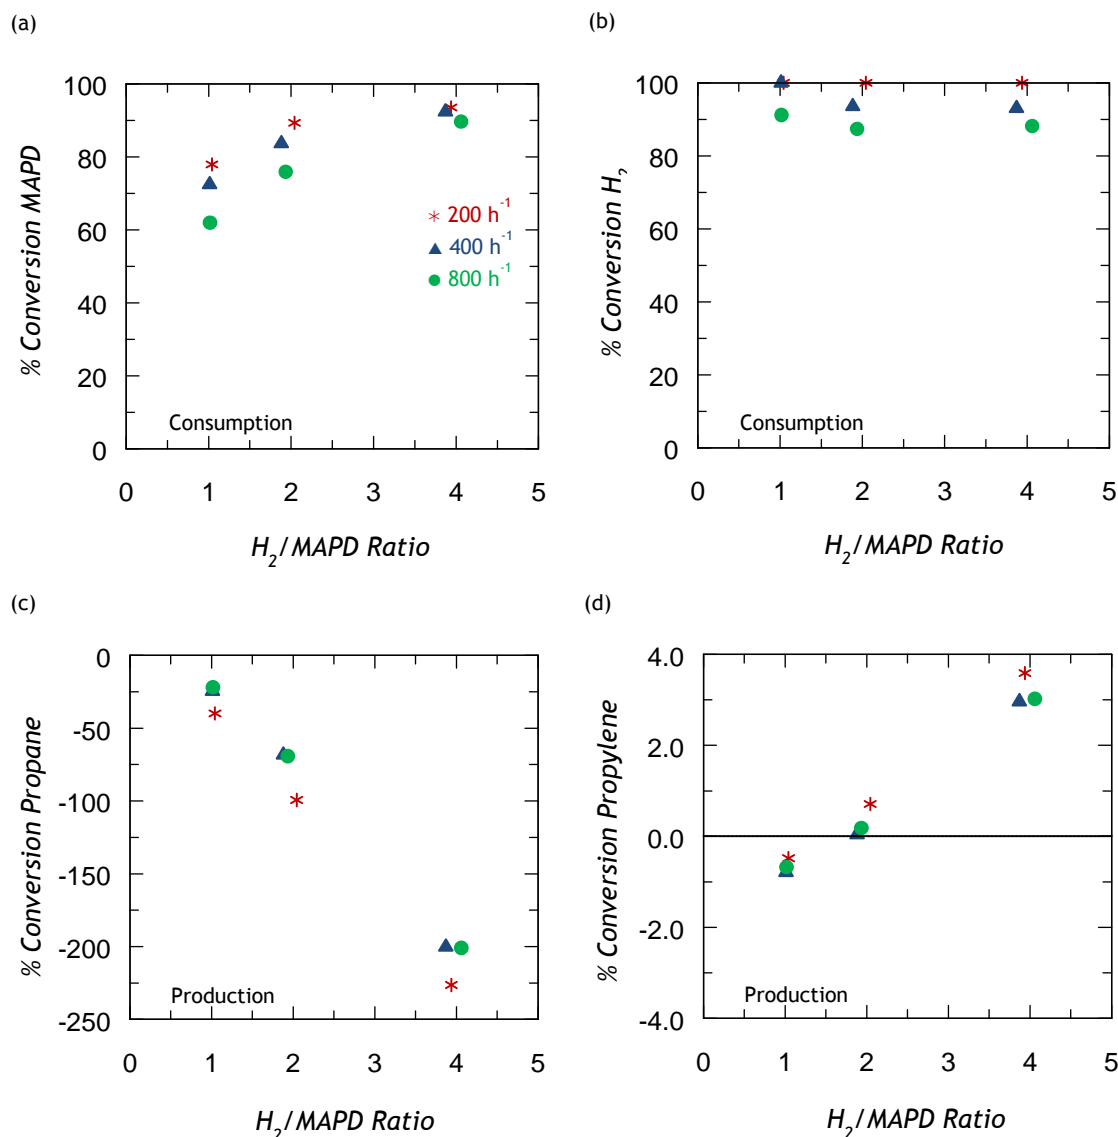 (a)
% Conversion MAPD
100
80
60
40
20
0
0 1 2 3 4 5
200 h-1
400 h-1
800 h-1
Consumption
H2/MAPD Ratio
(b)
% Conversion H2
100
80
60
40
20
0
0 1 2 3 4 5
Consumption
H2/MAPD Ratio
(c)
% Conversion Propane
0
-50
-100
-150
-200
-250
0 1 2 3 4 5
Production
H2/MAPD Ratio
(d)
% Conversion Propylene
4.0
2.0
0.0
-2.0
-4.0
0 1 2 3 4 5
Production
H2/MAPD Ratio